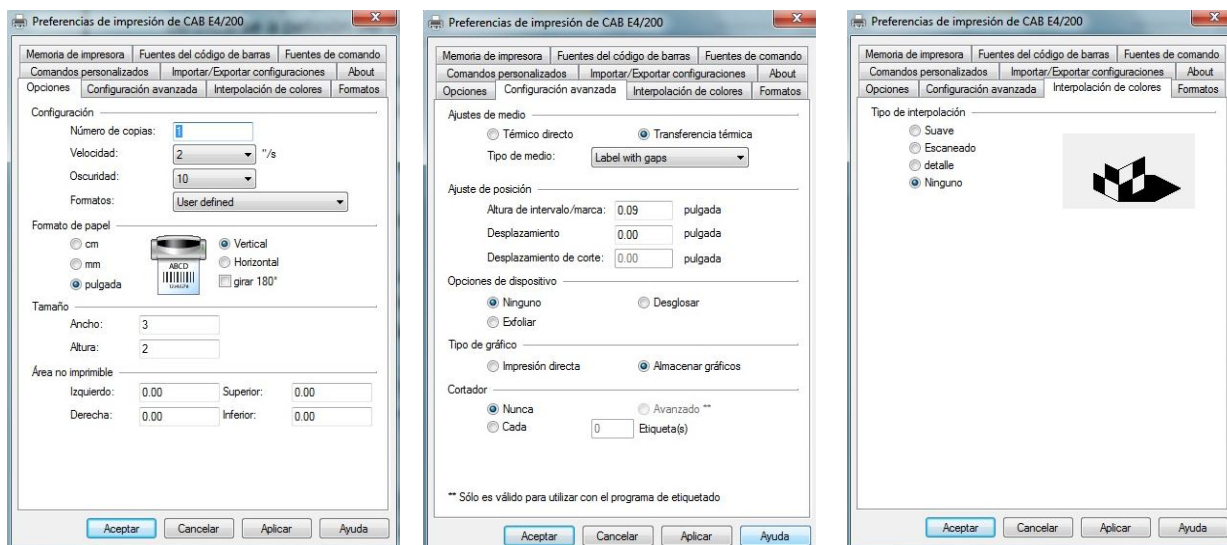 Preferencias de impresión de CAB E4/200
Memoria de impresora Fuentes del código de barras Fuentes de comando
Comandos personalizados Importar/Exportar configuraciones About
Opciones Configuración avanzada Interpolación de colores Formatos
Configuración
Número de copias: 1
Velocidad: 2 "/s
Oscuridad: 10
Formatos: User defined
Formato de papel
cm Vertical
mm Horizontal
pulgada girar 180°
ABCD
Tamaño
Ancho: 3
Altura: 2
Área no imprimible
Izquierdo: 0.00 Superior: 0.00
Derecha: 0.00 Inferior: 0.00
Aceptar Cancelar Aplicar Ayuda
Preferencias de impresión de CAB E4/200
Memoria de impresora Fuentes del código de barras Fuentes de comando
Comandos personalizados Importar/Exportar configuraciones About
Opciones Configuración avanzada Interpolación de colores Formatos
Ajustes de medio
Térmico directo Transferencia térmica
Tipo de medio: Label with gaps
Ajuste de posición
Altura de intervalo/marca: 0.09 pulgada
Desplazamiento 0.00 pulgada
Desplazamiento de corte: 0.00 pulgada
Opciones de dispositivo
Ninguno Desglosar
Exfoliar
Tipo de gráfico
Impresión directa Almacenar gráficos
Cortador
Nunca Avanzado **
Cada 0 Etiqueta(s)
** Sólo es válido para utilizar con el programa de etiquetado
Aceptar Cancelar Aplicar Ayuda
Preferencias de impresión de CAB E4/200
Memoria de impresora Fuentes del código de barras Fuentes de comando
Comandos personalizados Importar/Exportar configuraciones About
Opciones Configuración avanzada Interpolación de colores Formatos
Tipo de interpolación
Suave
Escaneado
detalle
Ninguno
Aceptar Cancelar Aplicar Ayuda